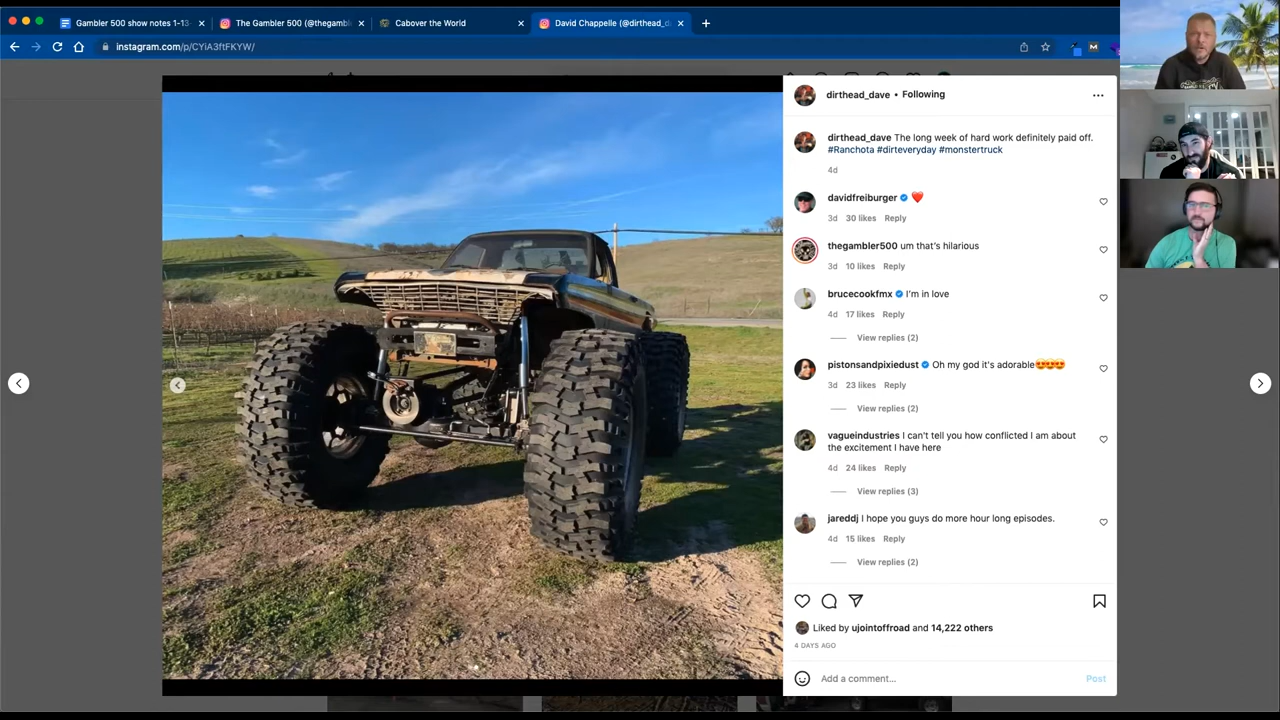 Gambler 500 show notes 1-13-
The Gambler 500 (@thegambl
Cabover the World
David Chappelle (@dirthead_d
instagram.com/p/CYiA3ftFKYW/
dirthead_dave • Following
dirthead_dave The long week of hard work definitely paid off.
#Ranchota #dirteveryday #monstertruck
4d
davidfreiburger ❤️
3d 30 likes Reply
thegambler500 um that's hilarious
3d 10 likes Reply
brucecookfmx I'm in love
4d 17 likes Reply
View replies (2)
pistonsandpixiedust Oh my god it's adorable😍😍😍
3d 23 likes Reply
View replies (2)
vagueindustries I can't tell you how conflicted I am about
the excitement I have here
4d 24 likes Reply
View replies (3)
jareddj I hope you guys do more hour long episodes.
4d 15 likes Reply
View replies (2)
Liked by ujointoffroad and 14,222 others
4 DAYS AGO
Add a comment... Post